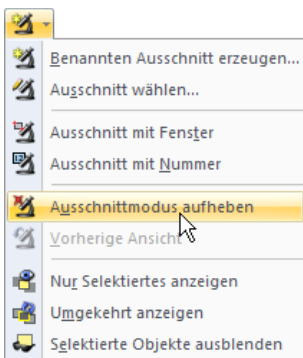 Benannten Ausschnitt erzeugen...
Ausschnitt wählen...
Ausschnitt mit Fenster
Ausschnitt mit Nummer
Ausschnittmodus aufheben
Vorherige Ansicht
Nur Selektiertes anzeigen
Umgekehrt anzeigen
Selektierte Objekte ausblenden